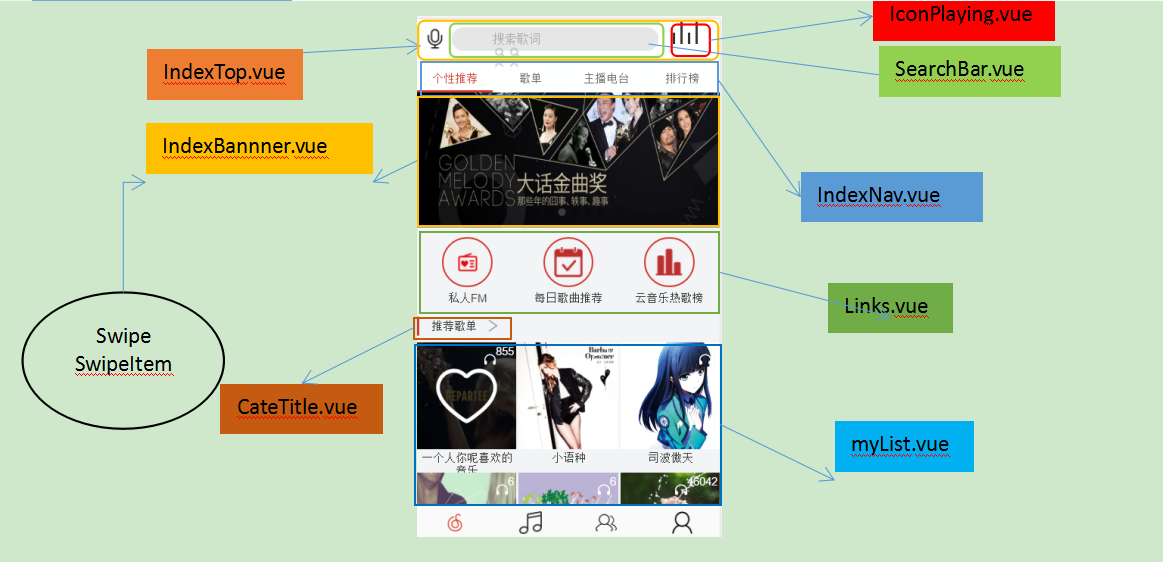 IconPlaying.vue
搜索歌词
IndexTop.vue
SearchBar.vue
个性推荐 歌单 主播电台 排行榜
IndexBannner.vue
GOLDEN
MELODY
AWARDS
大话金曲奖
那些年的回事、轶事、趣事
IndexNav.vue
私人FM 每日歌曲推荐 云音乐热歌榜
Links.vue
推荐歌单
Swipe
SwipeItem
CateTitle.vue
855
Barbara
myList.vue
一个人你呢喜欢的
音乐
小语种
司波傲天
6
6
46042